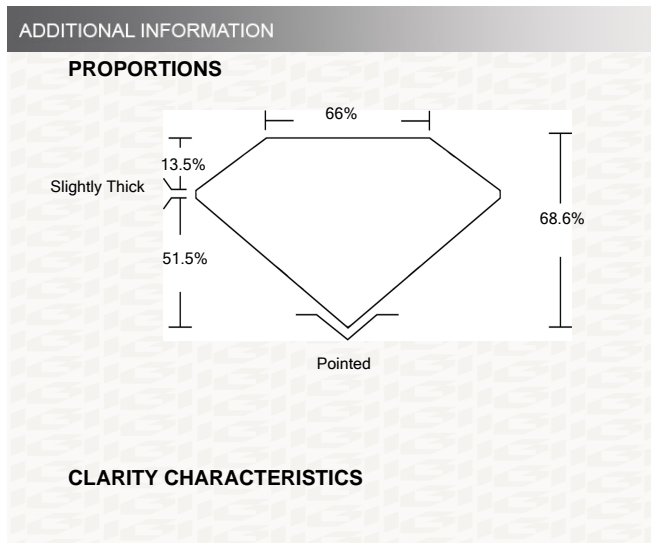 ADDITIONAL INFORMATION
PROPORTIONS
66%
13.5%
Slightly Thick
68.6%
51.5%
Pointed
CLARITY CHARACTERISTICS